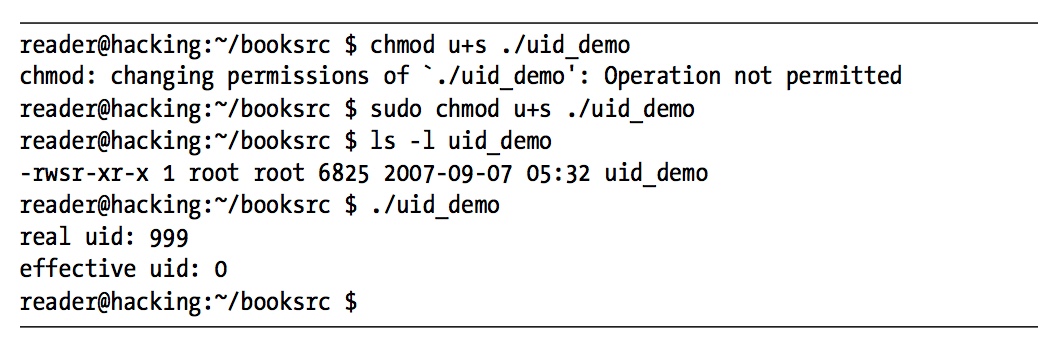 reader@hacking:~/booksrc $ chmod u+s ./uid_demo
chmod: changing permissions of `./uid_demo': Operation not permitted
reader@hacking:~/booksrc $ sudo chmod u+s ./uid_demo
reader@hacking:~/booksrc $ ls -l uid_demo
-rwsr-xr-x 1 root root 6825 2007-09-07 05:32 uid_demo
reader@hacking:~/booksrc $ ./uid_demo
real uid: 999
effective uid: 0
reader@hacking:~/booksrc $